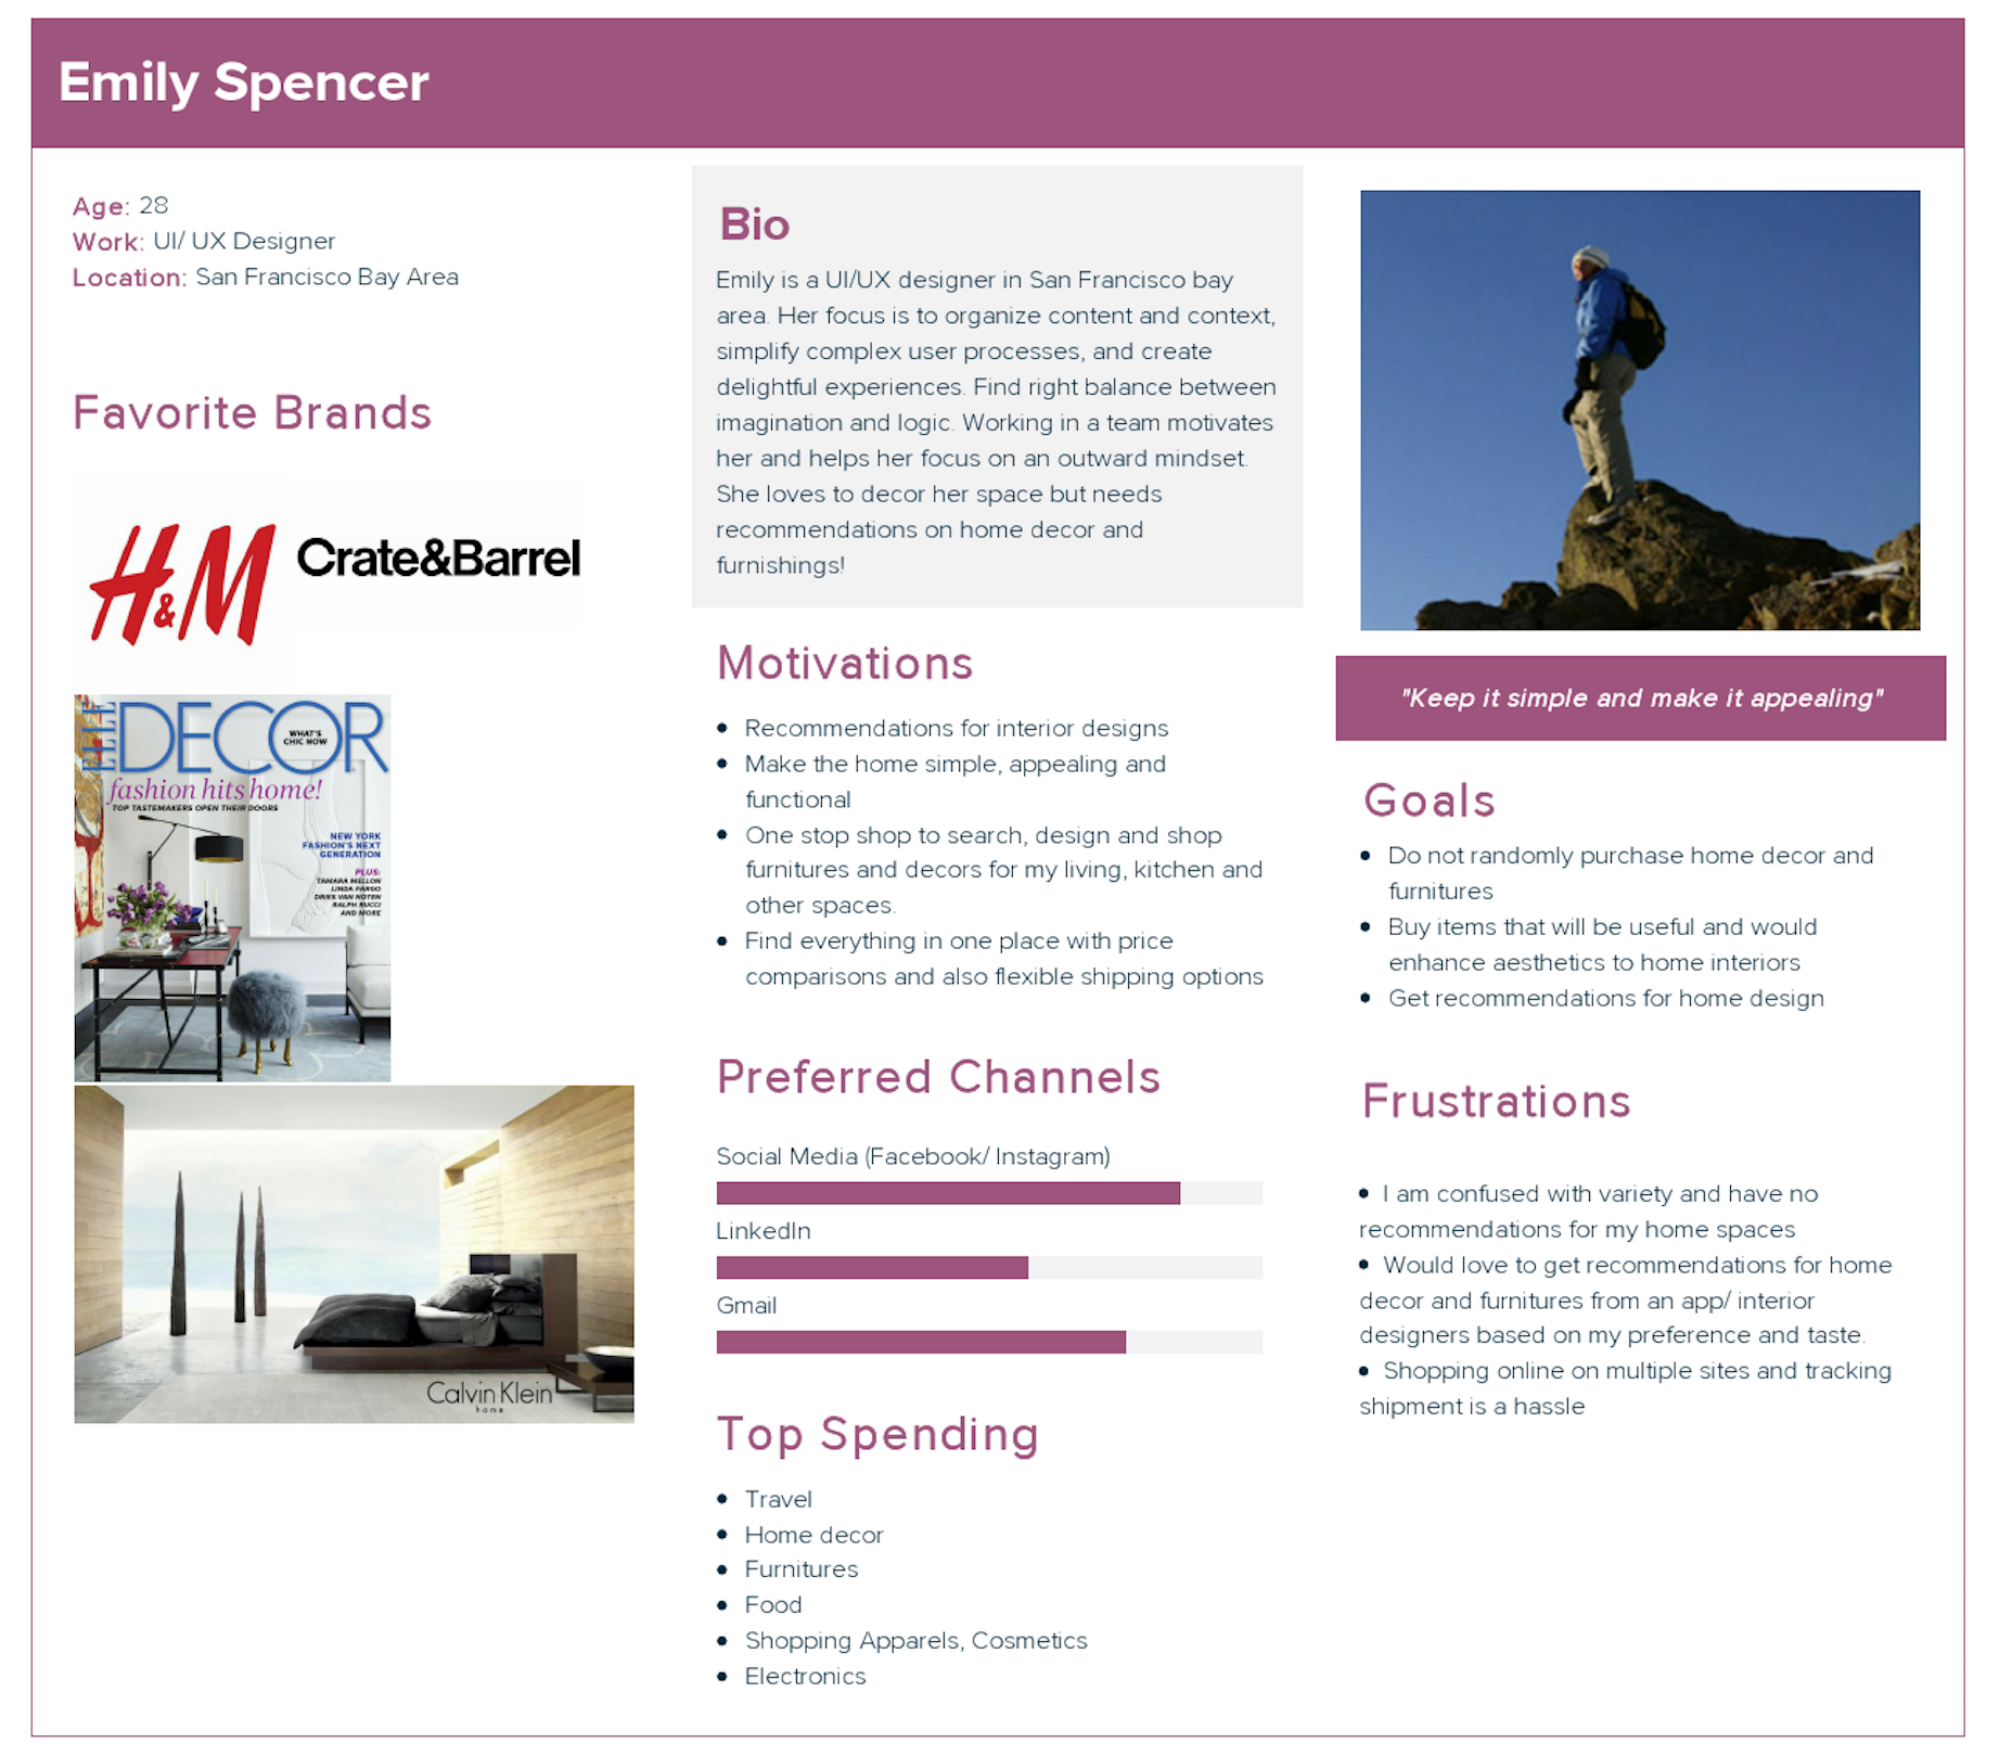 Emily Spencer
Age: 28
Work: UI/ UX Designer
Location: San Francisco Bay Area
Favorite Brands
H&M
Crate&Barrel
ELLE DECOR
WHAT'S
CHIC NOW
fashion hits home!
TOP TASTEMAKERS OPEN THEIR DOORS
NEW YORK
FASHION'S NEXT
GENERATION
PLUS:
TAMARA MELLON
LINDA FARGO
DRIES VAN NOTEN
RALPH RUCCI
AND MORE
Calvin Klein
home
Bio
Emily is a UI/UX designer in San Francisco bay
area. Her focus is to organize content and context,
simplify complex user processes, and create
delightful experiences. Find right balance between
imagination and logic. Working in a team motivates
her and helps her focus on an outward mindset.
She loves to decor her space but needs
recommendations on home decor and
furnishings!
Motivations
• Recommendations for interior designs
• Make the home simple, appealing and
functional
• One stop shop to search, design and shop
furnitures and decors for my living, kitchen and
other spaces.
• Find everything in one place with price
comparisons and also flexible shipping options
Preferred Channels
Social Media (Facebook/ Instagram)
LinkedIn
Gmail
Top Spending
• Travel
• Home decor
• Furnitures
• Food
• Shopping Apparels, Cosmetics
• Electronics
"Keep it simple and make it appealing"
Goals
• Do not randomly purchase home decor and
furnitures
• Buy items that will be useful and would
enhance aesthetics to home interiors
• Get recommendations for home design
Frustrations
• I am confused with variety and have no
recommendations for my home spaces
• Would love to get recommendations for home
decor and furnitures from an app/ interior
designers based on my preference and taste.
• Shopping online on multiple sites and tracking
shipment is a hassle